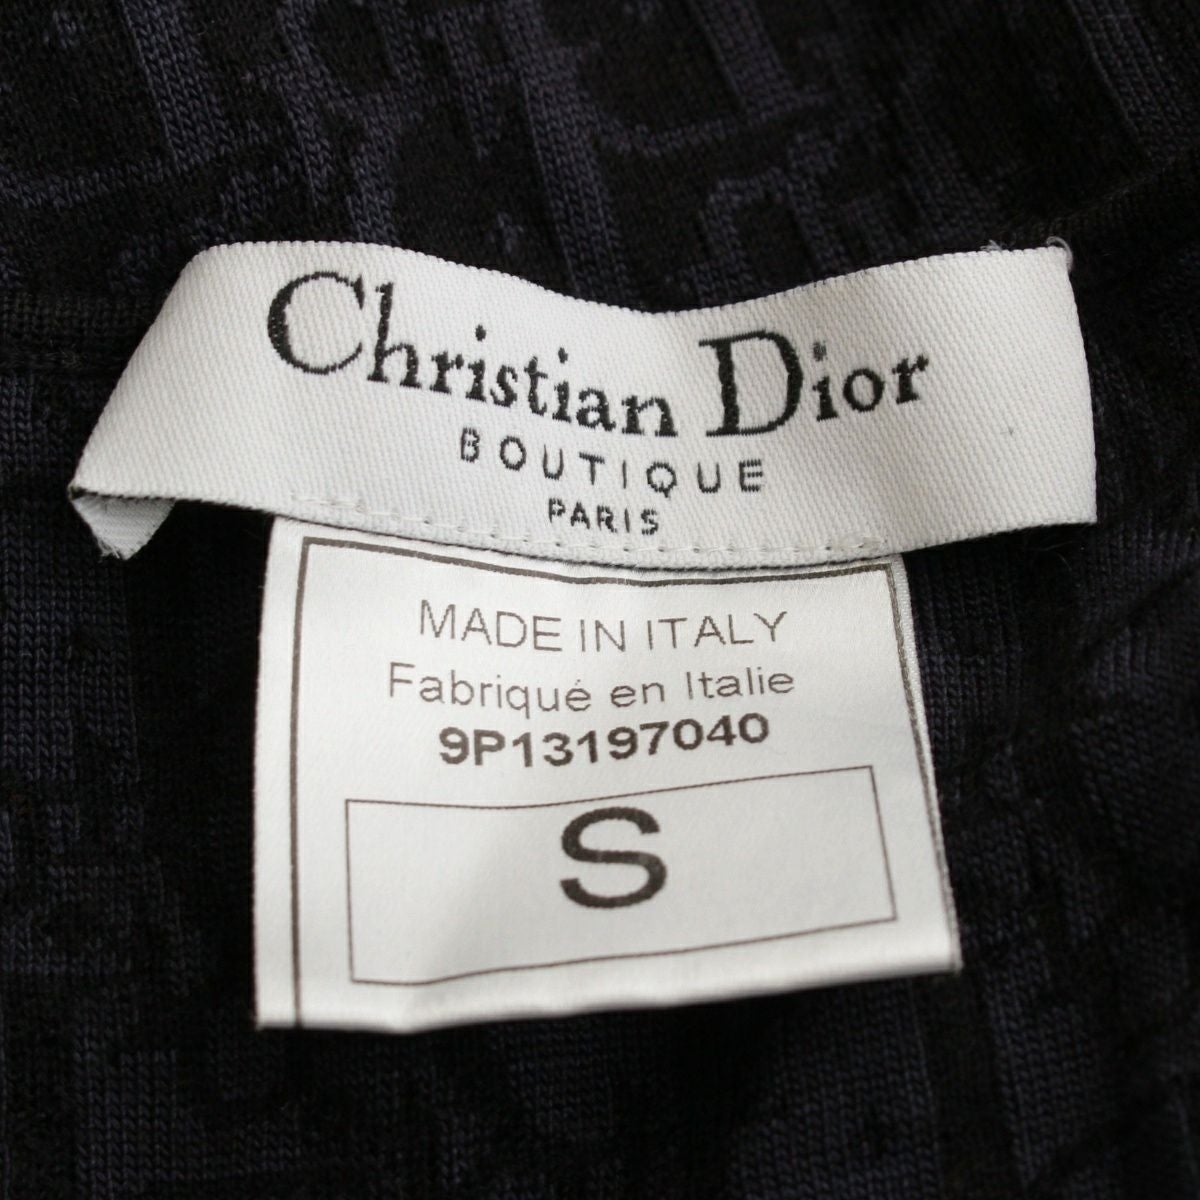 Christian Dior
BOUTIQUE
PARIS
MADE IN ITALY
Fabriqué en Italie
9P13197040
S